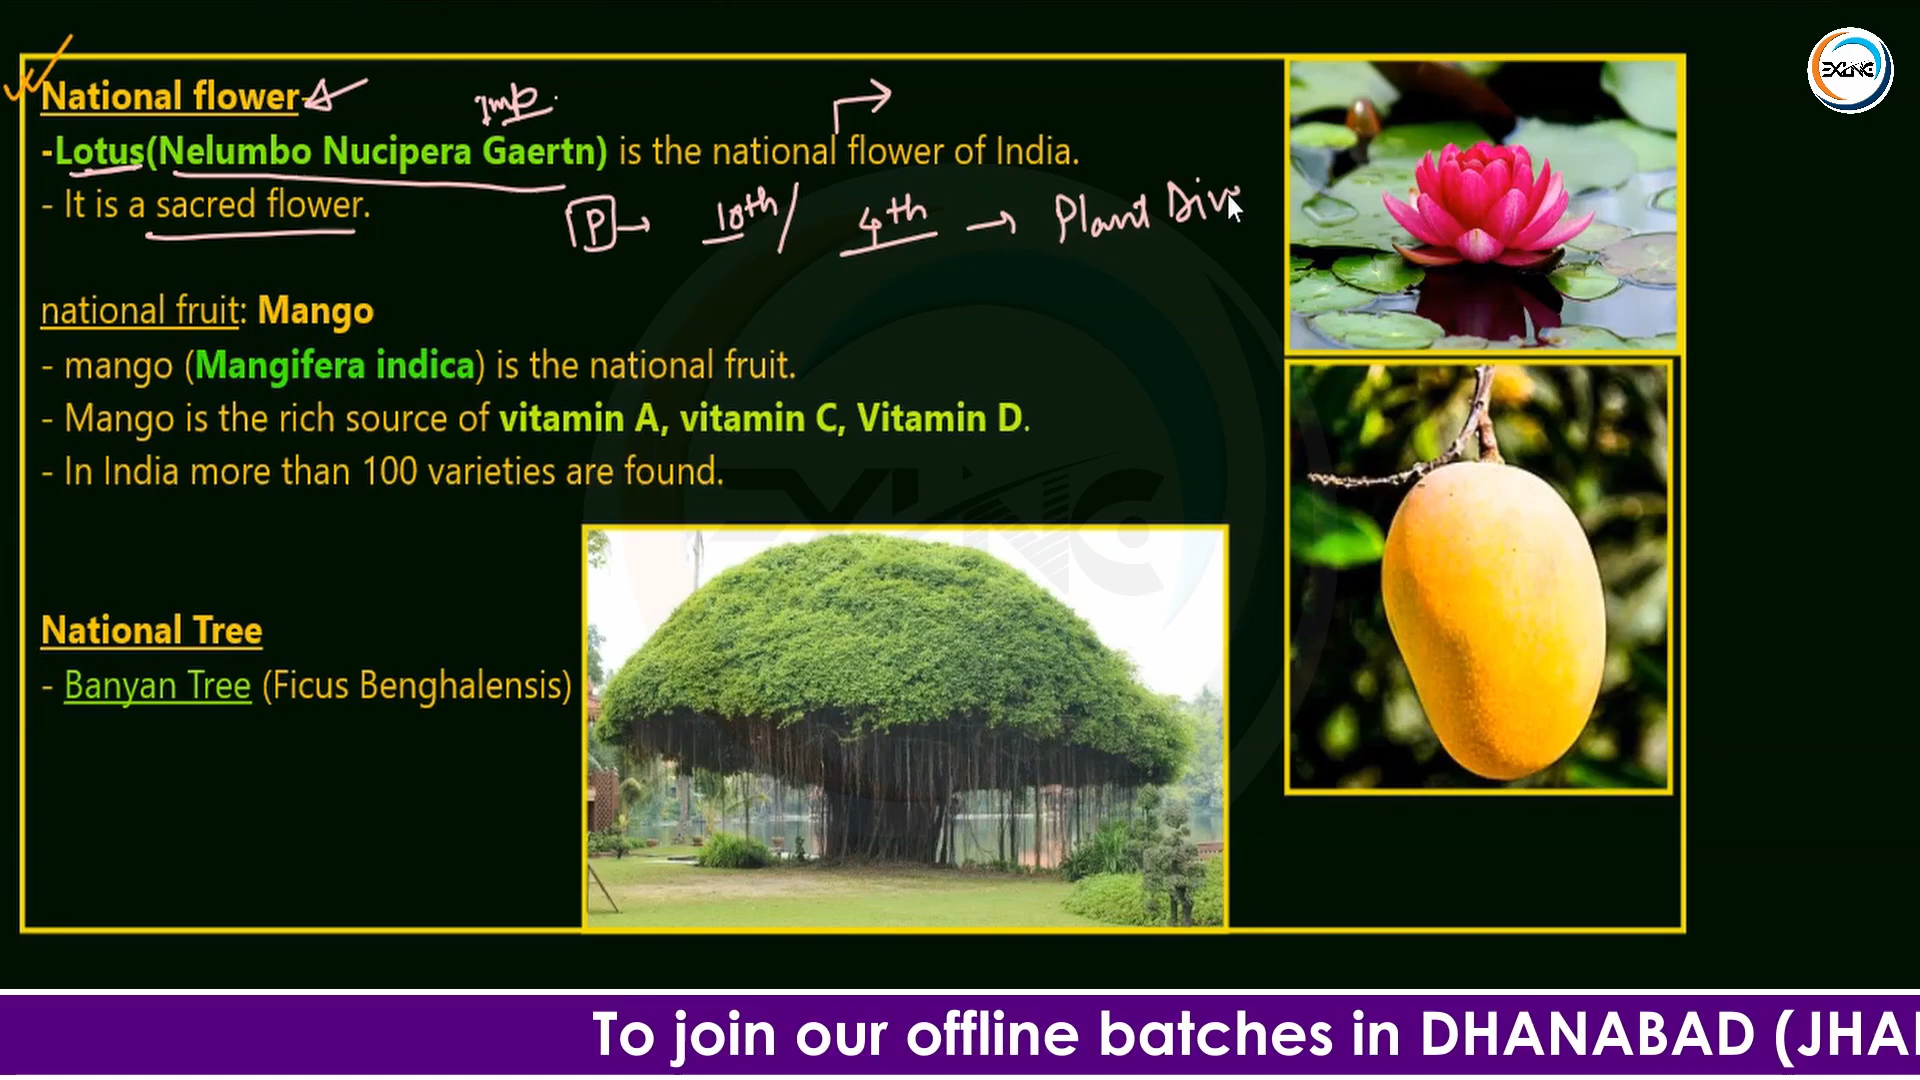 National flower-
imp.
-Lotus(Nelumbo Nucipera Gaertn) is the national flower of India.
- It is a sacred flower.
P → 10th / 4th → Plant Div
national fruit: Mango
- mango (Mangifera indica) is the national fruit.
- Mango is the rich source of vitamin A, vitamin C, Vitamin D.
- In India more than 100 varieties are found.
National Tree
- Banyan Tree (Ficus Benghalensis)
EXLNC
EXLNC
To join our offline batches in DHANABAD (JHA